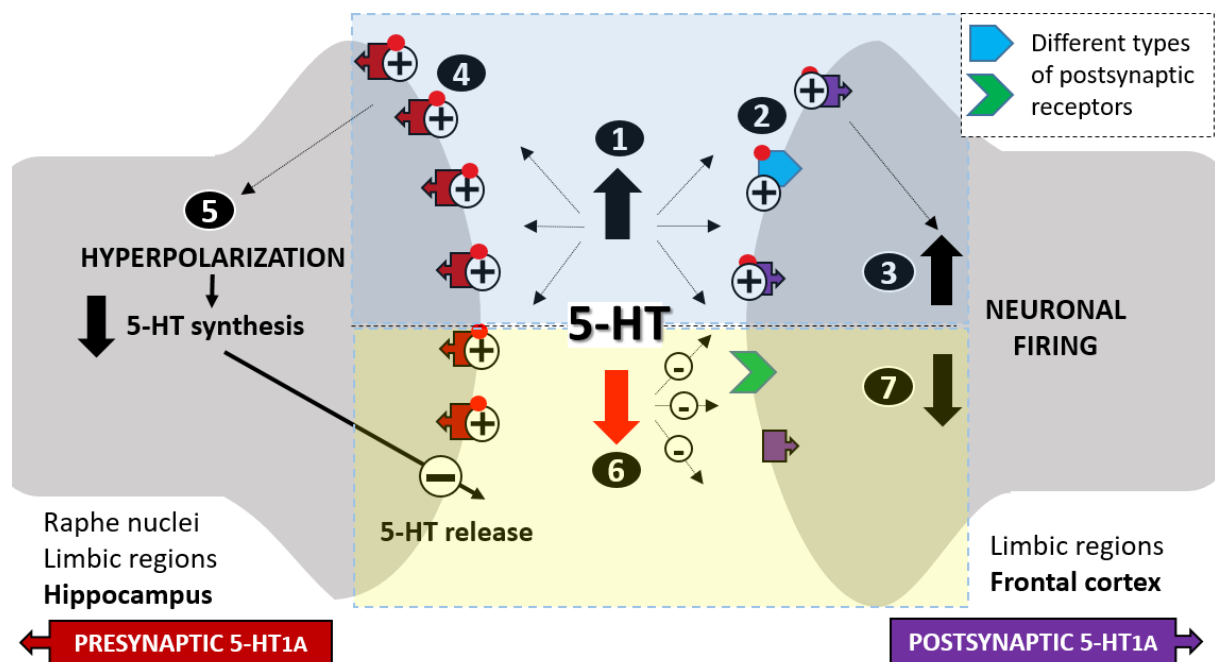 Different types
of postsynaptic
receptors
4
2
1
5
HYPERPOLARIZATION
5-HT synthesis
3
5-HT
NEURONAL
FIRING
7
6
5-HT release
Raphe nuclei
Limbic regions
Hippocampus
Limbic regions
Frontal cortex
PRESYNAPTIC 5-HT1A
POSTSYNAPTIC 5-HT1A